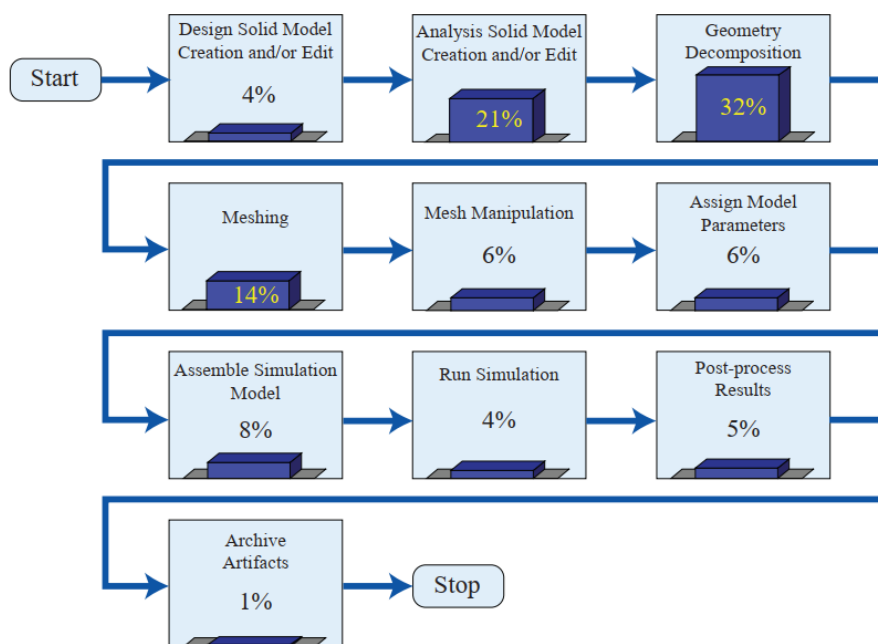 Start
Design Solid Model
Creation and/or Edit
4%
Analysis Solid Model
Creation and/or Edit
21%
Geometry
Decomposition
32%
Meshing
14%
Mesh Manipulation
6%
Assign Model
Parameters
6%
Assemble Simulation
Model
8%
Run Simulation
4%
Post-process
Results
5%
Archive
Artifacts
1%
Stop